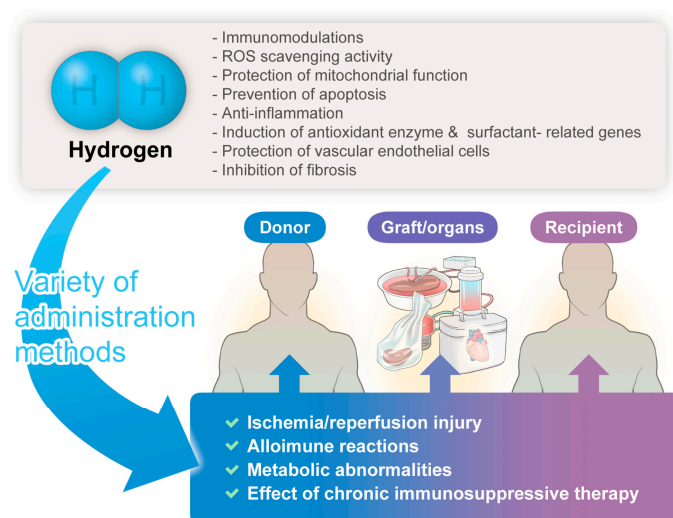 H H
Hydrogen
- Immunomodulations
- ROS scavenging activity
- Protection of mitochondrial function
- Prevention of apoptosis
- Anti-inflammation
- Induction of antioxidant enzyme & surfactant- related genes
- Protection of vascular endothelial cells
- Inhibition of fibrosis
Variety of
administration
methods
Donor
Graft/organs
Recipient
Ischemia/reperfusion injury
Alloimune reactions
Metabolic abnormalities
Effect of chronic immunosuppressive therapy